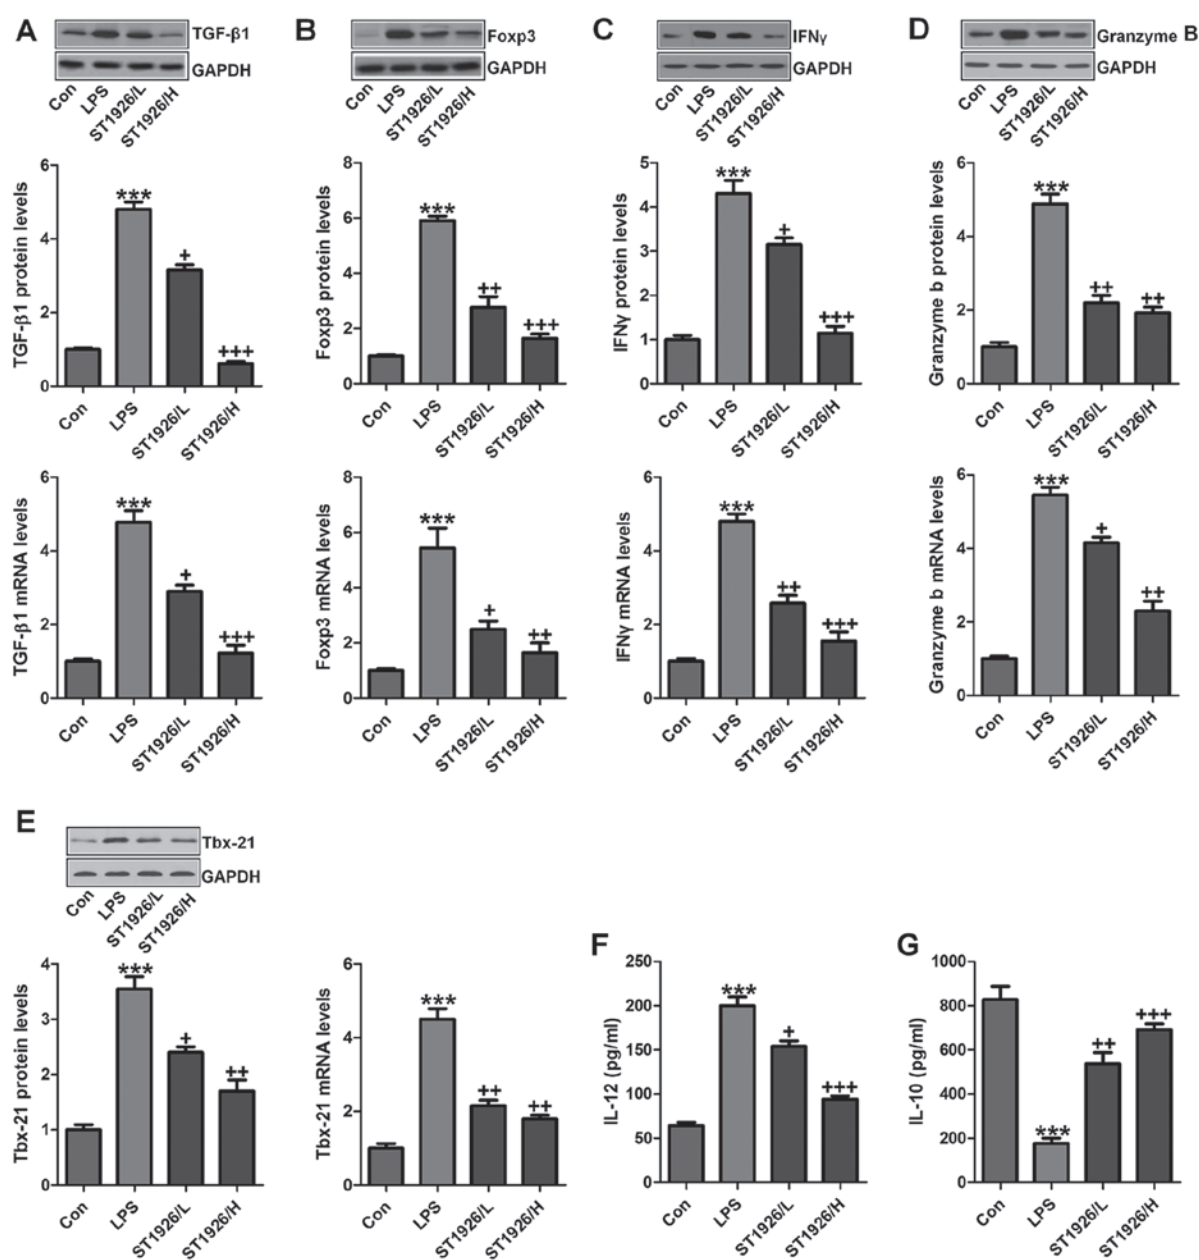 A
TGF-β1
GAPDH
Con LPS ST1926/L ST1926/H
B
Foxp3
GAPDH
Con LPS ST1926/L ST1926/H
C
IFNγ
GAPDH
Con LPS ST1926/L ST1926/H
D
Granzyme B
GAPDH
Con LPS ST1926/L ST1926/H
TGF-β1 protein levels
6
4
2
0
***
+
+++
Con LPS ST1926/L ST1926/H
Foxp3 protein levels
8
6
4
2
0
***
++
+++
Con LPS ST1926/L ST1926/H
IFNγ protein levels
5
4
3
2
1
0
***
+
+++
Con LPS ST1926/L ST1926/H
Granzyme b protein levels
6
4
2
0
***
++
++
Con LPS ST1926/L ST1926/H
TGF-β1 mRNA levels
6
4
2
0
***
+
+++
Con LPS ST1926/L ST1926/H
Foxp3 mRNA levels
8
6
4
2
0
***
+
++
Con LPS ST1926/L ST1926/H
IFNγ mRNA levels
6
4
2
0
***
++
+++
Con LPS ST1926/L ST1926/H
Granzyme b mRNA levels
6
4
2
0
***
+
++
Con LPS ST1926/L ST1926/H
E
Tbx-21
GAPDH
Con LPS ST1926/L ST1926/H
Tbx-21 protein levels
4
3
2
1
0
***
+
++
Con LPS ST1926/L ST1926/H
Tbx-21 mRNA levels
6
4
2
0
***
++
++
Con LPS ST1926/L ST1926/H
F
IL-12 (pg/ml)
250
200
150
100
50
0
***
+
+++
Con LPS ST1926/L ST1926/H
G
IL-10 (pg/ml)
1000
800
600
400
200
0
***
++
+++
Con LPS ST1926/L ST1926/H